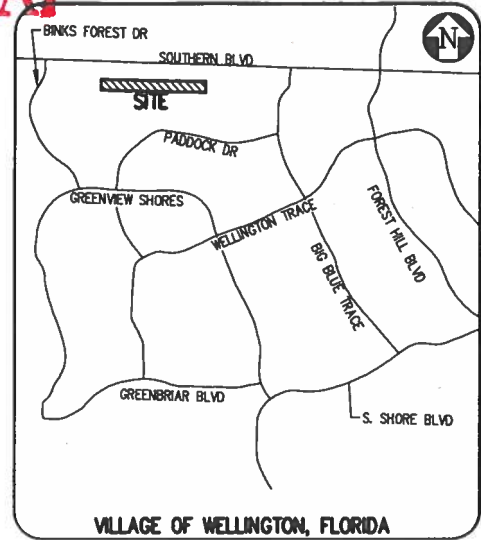 BINKS FOREST DR
N
SOUTHERN BLVD
SITE
PADDOCK DR
GREENVIEW SHORES
WELLINGTON TRACE
FOREST HILL BLVD
BIG BLUE TRACE
GREENBRIAR BLVD
S. SHORE BLVD
VILLAGE OF WELLINGTON, FLORIDA